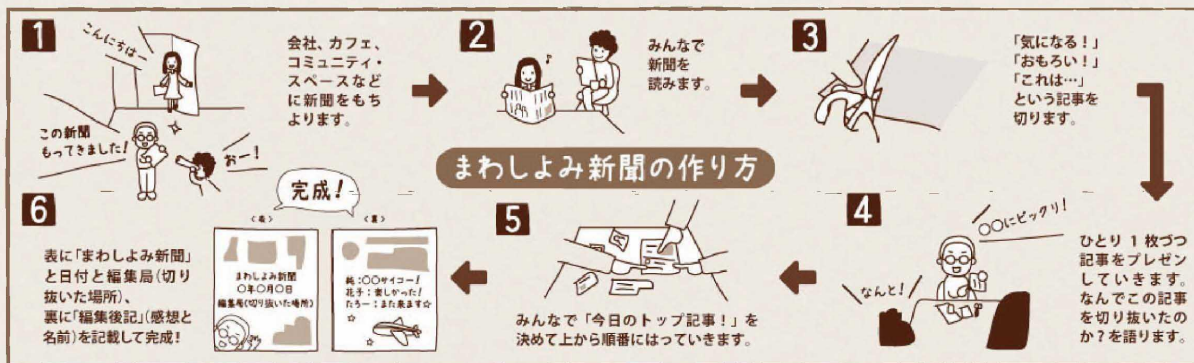 まわしよみ新聞の作り方
1
こんにちは
この新聞
もってきました!
おー!
会社、カフェ、
コミュニティ・
スペースなど
に新聞をもち
よります。
2
みんなで
新聞を
読みます。
3
「気になる!」
「おもろい!」
「これは…」
という記事を
切ります。
4
○○にビックリ!
なんと!
ひとり 1 枚づつ
記事をプレゼン
していきます。
なんでこの記事
を切り抜いたの
か?を語ります。
5
みんなで「今日のトップ記事!」を
決めて上から順番にはっていきます。
6
表に「まわしよみ新聞」
と日付と編集局(切り
抜いた場所)、
裏に「編集後記」(感想と
名前)を記載して完成!
完成!
<表>
まわしよみ新聞
○年○月○日
編集局(切り抜いた場所)
<裏>
純:○○サイコー!
花子:楽しかった!
たろー:また来ます☆